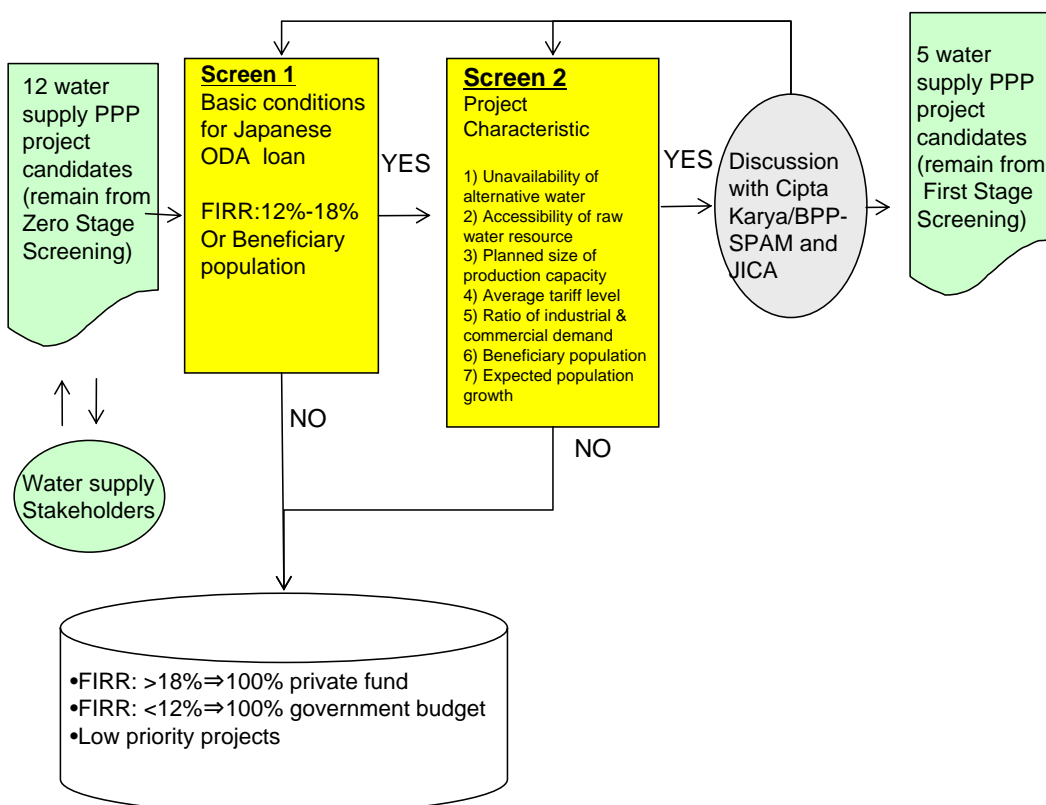 12 water
supply PPP
project
candidates
(remain from
Zero Stage
Screening)
Water supply
Stakeholders
Screen 1
Basic conditions
for Japanese
ODA loan
FIRR:12%-18%
Or Beneficiary
population
YES
NO
Screen 2
Project
Characteristic
1) Unavailability of
alternative water
2) Accessibility of raw
water resource
3) Planned size of
production capacity
4) Average tariff level
5) Ratio of industrial &
commercial demand
6) Beneficiary population
7) Expected population
growth
YES
NO
Discussion
with Cipta
Karya/BPP-
SPAM and
JICA
5 water
supply PPP
project
candidates
(remain from
First Stage
Screening)
•FIRR: >18%⇒100% private fund
•FIRR: <12%⇒100% government budget
•Low priority projects